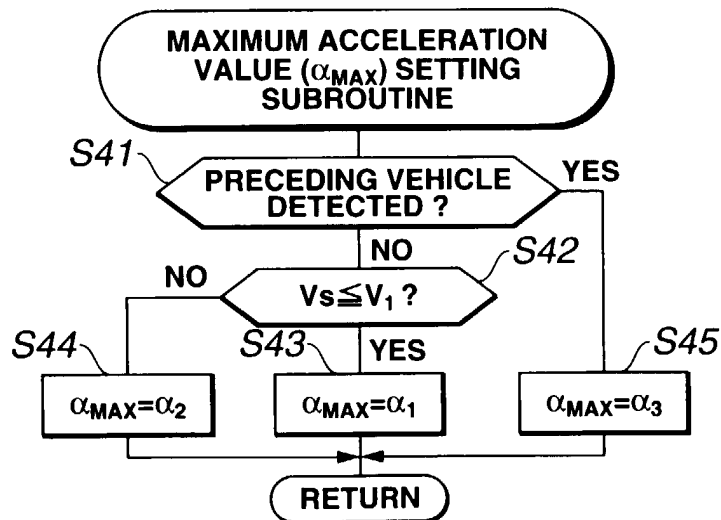 MAXIMUM ACCELERATION
VALUE (αMAX) SETTING
SUBROUTINE
S41
PRECEDING VEHICLE
DETECTED ?
YES
NO
S42
NO
Vs≦V1 ?
YES
S44
S43
S45
αMAX=α2
αMAX=α1
αMAX=α3
RETURN